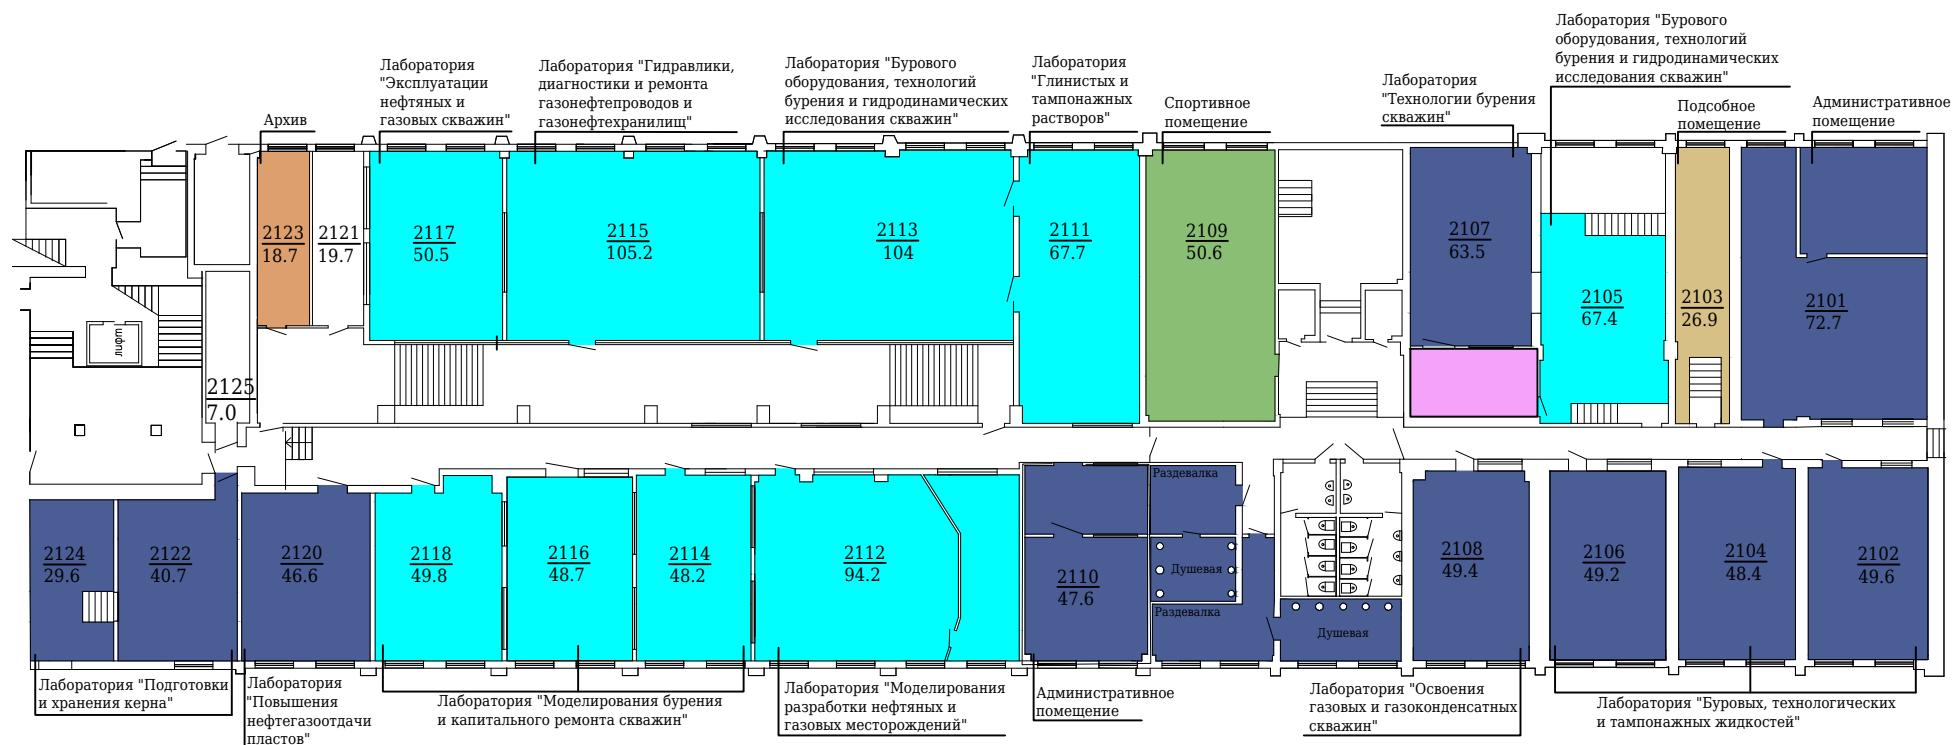 Лаборатория "Бурового
оборудования, технологий
бурения и гидродинамических
исследования скважин"
Лаборатория
"Эксплуатации
нефтяных и
газовых скважин"
Лаборатория "Гидравлики,
диагностики и ремонта
газонефтепроводов и
газонефтехранилищ"
Лаборатория "Бурового
оборудования, технологий
бурения и гидродинамических
исследования скважин"
Лаборатория
"Глинистых и
тампонажных
растворов"
Лаборатория
"Технологии бурения
скважин"
Архив
Спортивное
помещение
Подсобное
помещение
Административное
помещение
2123
18.7
2121
19.7
2117
50.5
2115
105.2
2113
104
2111
67.7
2109
50.6
2107
63.5
2105
67.4
2103
26.9
2101
72.7
лифт
2125
7.0
Раздевалка
2124
29.6
2122
40.7
2120
46.6
2118
49.8
2116
48.7
2114
48.2
2112
94.2
2110
47.6
Душевая
Раздевалка
Душевая
2108
49.4
2106
49.2
2104
48.4
2102
49.6
Лаборатория "Подготовки
и хранения керна"
Лаборатория
"Повышения
нефтегазоотдачи
пластов"
Лаборатория "Моделирования бурения
и капитального ремонта скважин"
Лаборатория "Моделирования
разработки нефтяных и
газовых месторождений"
Административное
помещение
Лаборатория "Освоения
газовых и газоконденсатных
скважин"
Лаборатория "Буровых, технологических
и тампонажных жидкостей"